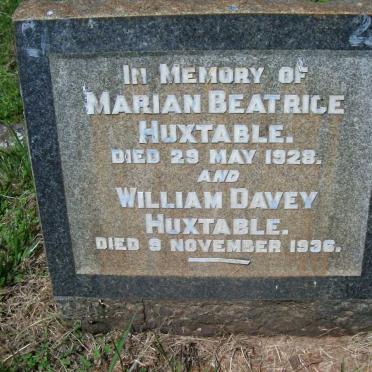 IN MEMORY OF
MARIAN BEATRICE
HUXTABLE.
DIED 29 MAY 1928.
AND
WILLIAM DAVEY
HUXTABLE.
DIED 9 NOVEMBER 1936.